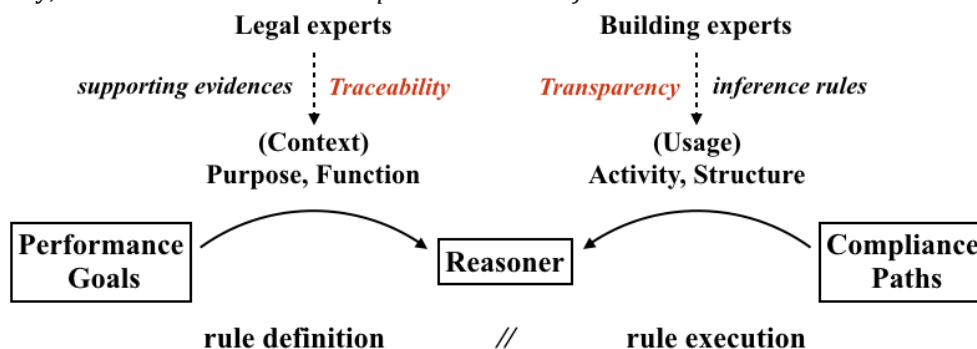 Legal experts
Building experts
supporting evidences
Traceability
Transparency
inference rules
(Context)
Purpose, Function
(Usage)
Activity, Structure
Performance
Goals
Reasoner
Compliance
Paths
rule definition
//
rule execution